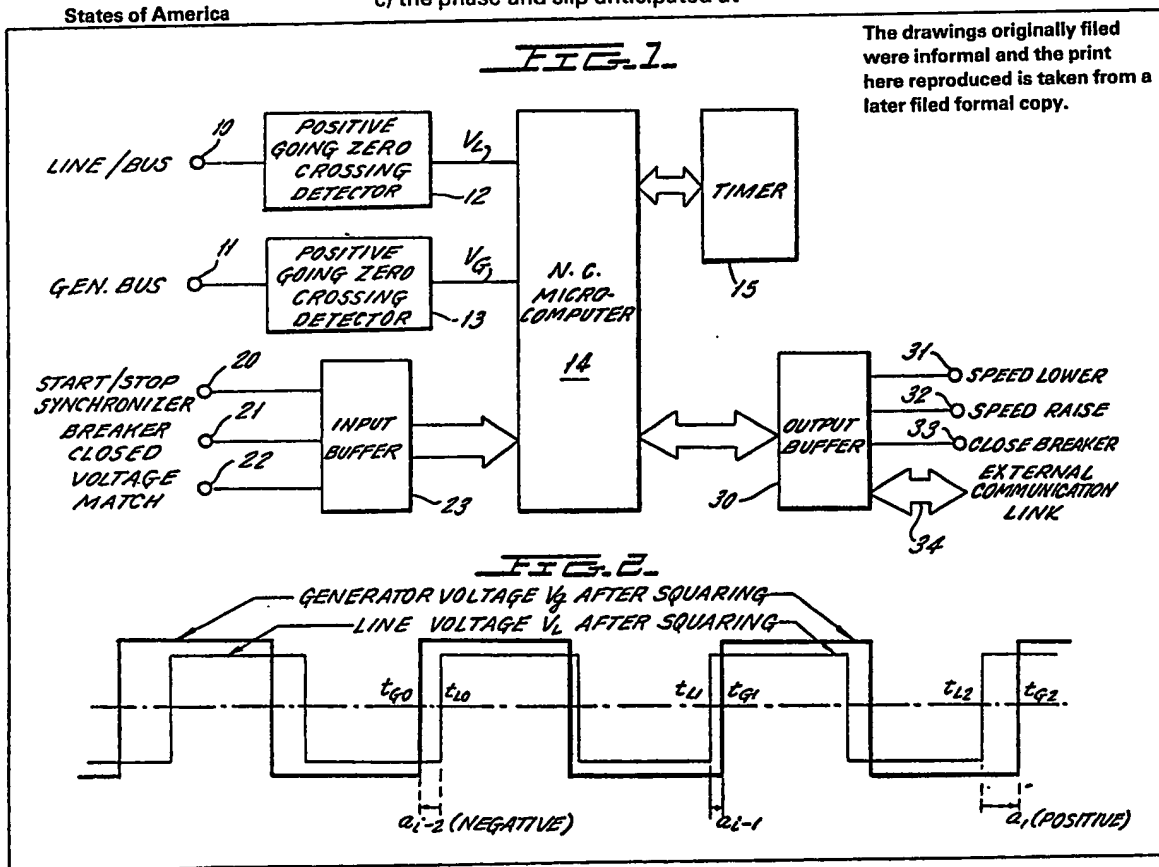 States of America
c) the phase and slip anticipated at
The drawings originally filed
were informal and the print
here reproduced is taken from a
later filed formal copy.
FIG. 1.
LINE/BUS
10
POSITIVE
GOING ZERO
CROSSING
DETECTOR
12
VL,
GEN. BUS
11
POSITIVE
GOING ZERO
CROSSING
DETECTOR
13
VG,
N.C.
MICRO-
COMPUTER
14
TIMER
15
START/STOP
SYNCHRONIZER
20
BREAKER
CLOSED
21
VOLTAGE
MATCH
22
INPUT
BUFFER
23
OUTPUT
BUFFER
30
31
SPEED LOWER
32
SPEED RAISE
33
CLOSE BREAKER
EXTERNAL
COMMUNICATION
LINK
34
FIG. 2.
GENERATOR VOLTAGE Vg AFTER SQUARING
LINE VOLTAGE VL AFTER SQUARING
tG0 tL0 tL1 tG1 tL2 tG2
ai-2 (NEGATIVE) ai-1 a1 (POSITIVE)